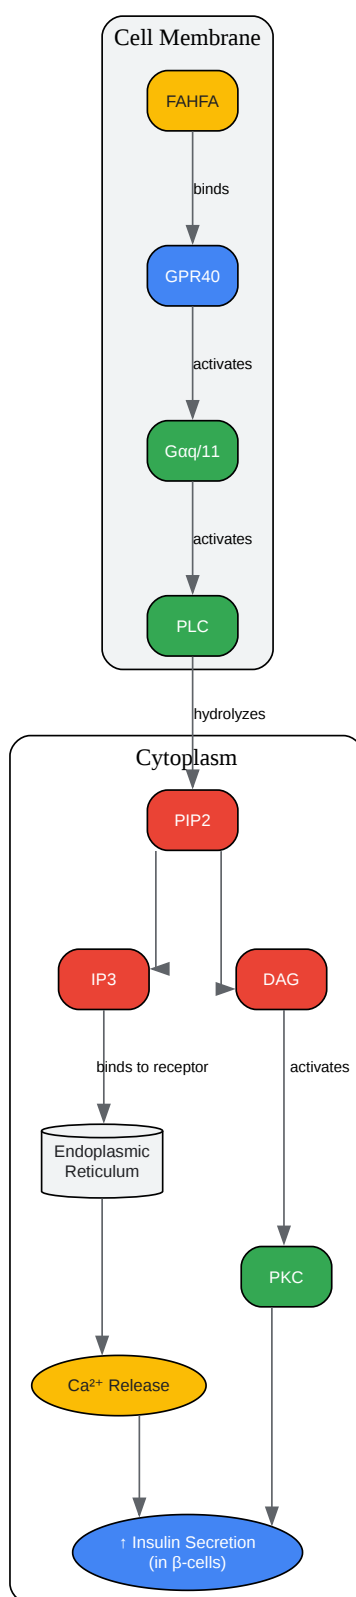 Cell Membrane
FAHFA
binds
GPR40
activates
Gαq/11
activates
PLC
hydrolyzes
Cytoplasm
PIP2
IP3
DAG
binds to receptor
activates
Endoplasmic
Reticulum
PKC
Ca²⁺ Release
↑ Insulin Secretion
(in β-cells)